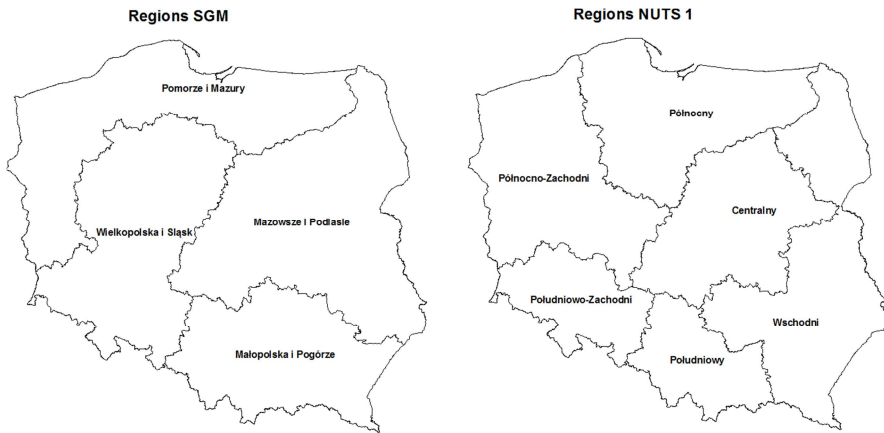 Regions SGM
Pomorze i Mazury
Wielkopolska i Sląsk
Mazowsze i Podlasie
Małopolska i Pogórze
Regions NUTS 1
Północny
Północno-Zachodni
Centralny
Południowo-Zachodni
Wschodni
Południowy